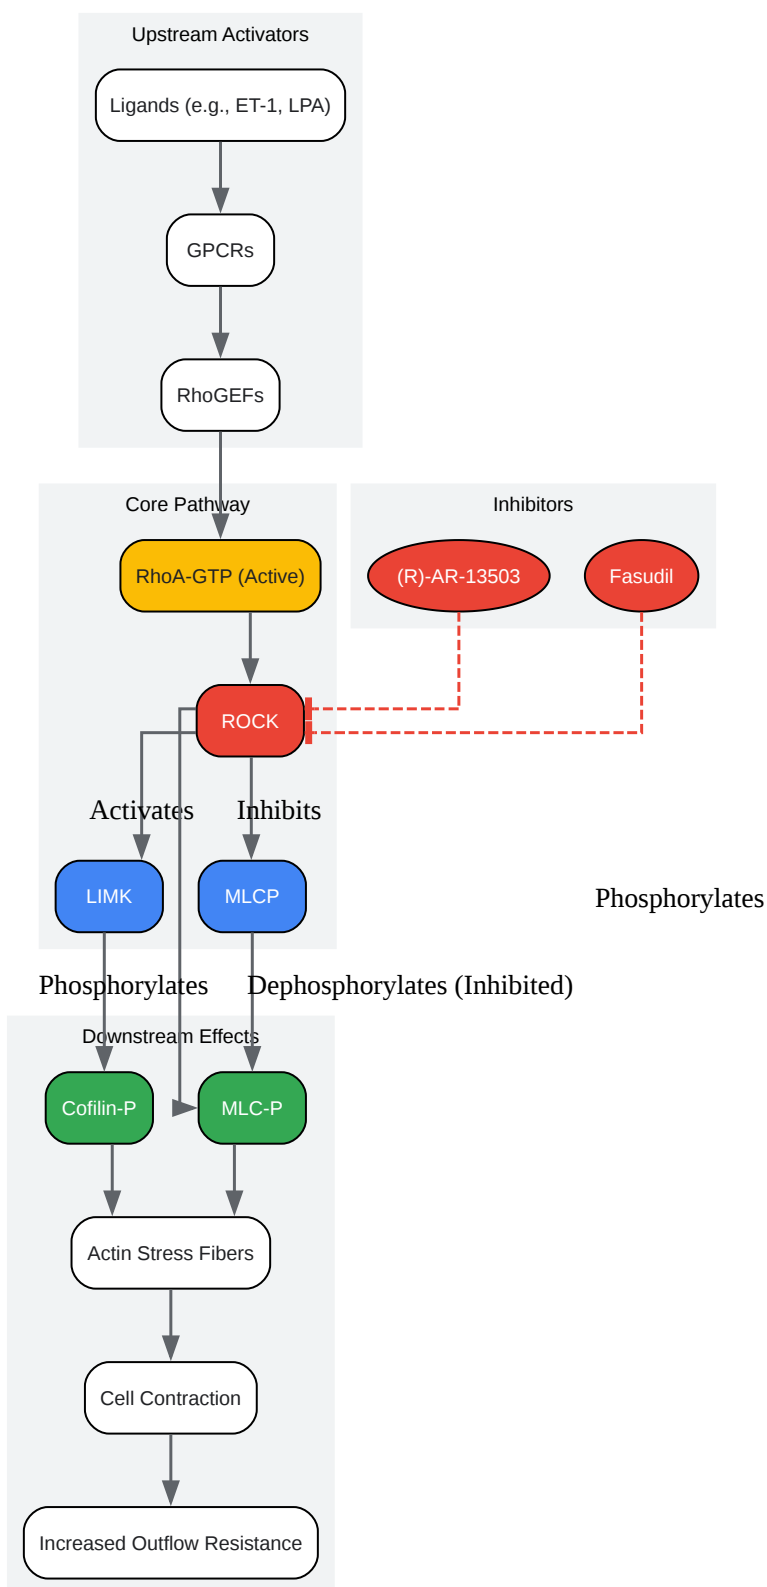 Upstream Activators
Ligands (e.g., ET-1, LPA)
GPCRs
RhoGEFs
Core Pathway
Inhibitors
RhoA-GTP (Active)
(R)-AR-13503
Fasudil
ROCK
Activates
Inhibits
LIMK
MLCP
Phosphorylates
Phosphorylates
Dephosphorylates (Inhibited)
Downstream Effects
Cofilin-P
MLC-P
Actin Stress Fibers
Cell Contraction
Increased Outflow Resistance